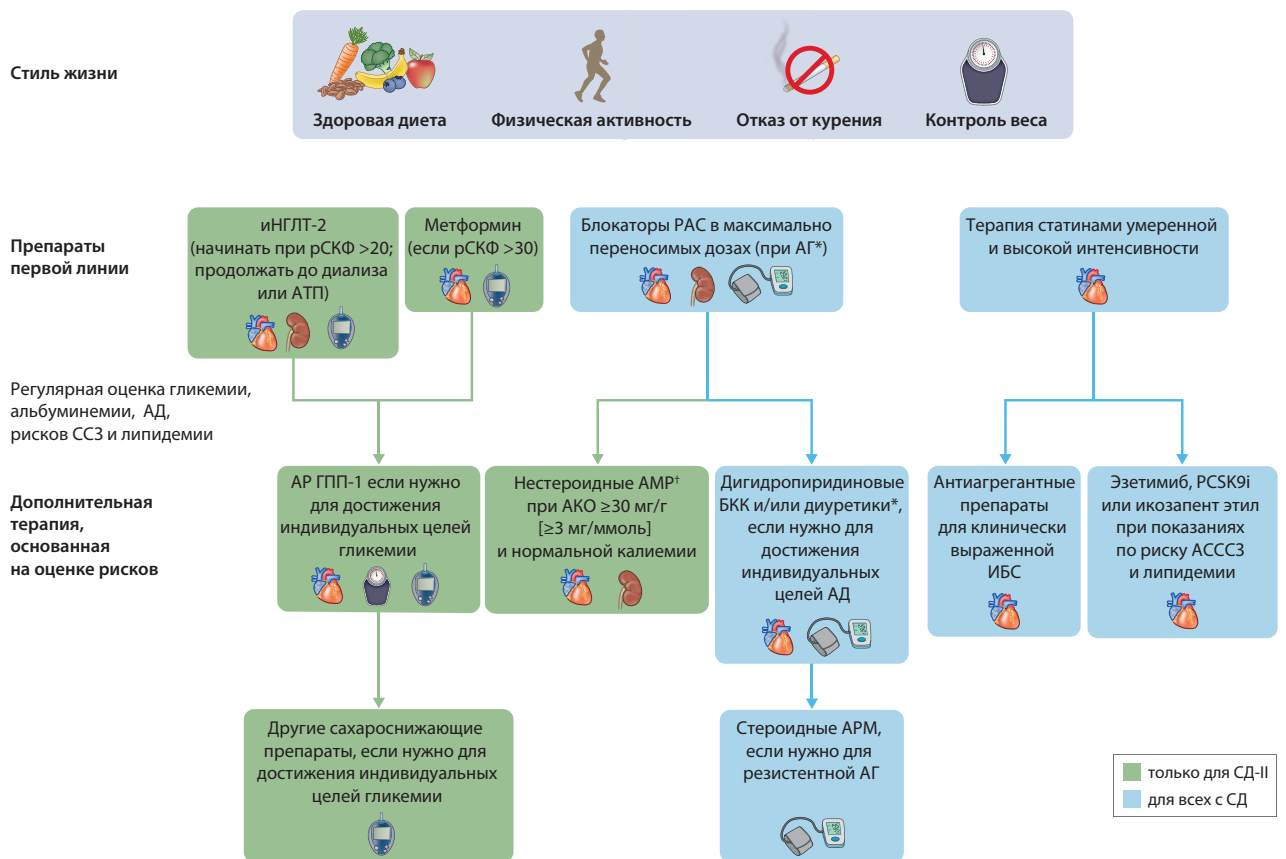 Стиль жизни
Здоровая диета
Физическая активность
Отказ от курения
Контроль веса
Препараты
первой линии
иНГЛТ-2
(начинать при рСКФ >20;
продолжать до диализа
или АТП)
Метформин
(если рСКФ >30)
Блокаторы РАС в максимально
переносимых дозах (при АГ*)
Терапия статинами умеренной
и высокой интенсивности
Регулярная оценка гликемии,
альбуминемии, АД,
рисков ССЗ и липидемии
Дополнительная
терапия,
основанная
на оценке рисков
АР ГПП-1 если нужно
для достижения
индивидуальных целей
гликемии
Нестероидные АМР†
при АКО ≥30 мг/г
[≥3 мг/ммоль]
и нормальной калиемии
Дигидропиридиновые
БКК и/или диуретики*,
если нужно для
достижения
индивидуальных
целей АД
Антиагрегантные
препараты
для клинически
выраженной
ИБС
Эзетимиб, PCSK9i
или икозапент этил
при показаниях
по риску АССЗ
и липидемии
Другие сахароснижающие
препараты, если нужно для
достижения индивидуальных
целей гликемии
Стероидные АРМ,
если нужно для
резистентной АГ
только для СД-II
для всех с СД